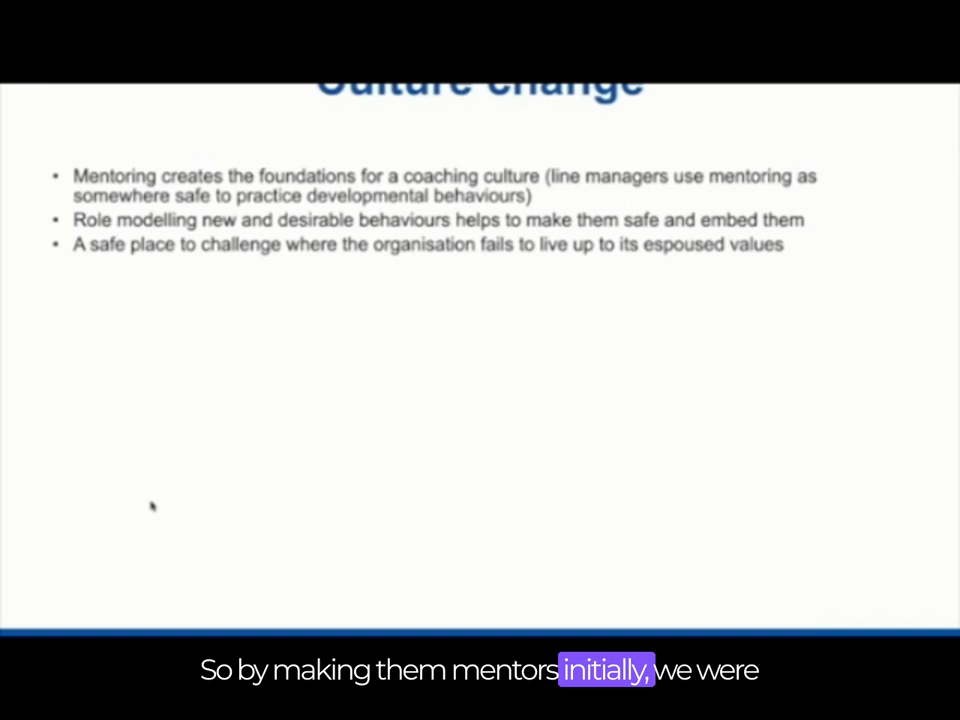 Culture change
• Mentoring creates the foundations for a coaching culture (line managers use mentoring as
somewhere safe to practice developmental behaviours)
• Role modelling new and desirable behaviours helps to make them safe and embed them
• A safe place to challenge where the organisation fails to live up to its espoused values
So by making them mentors initially, we were